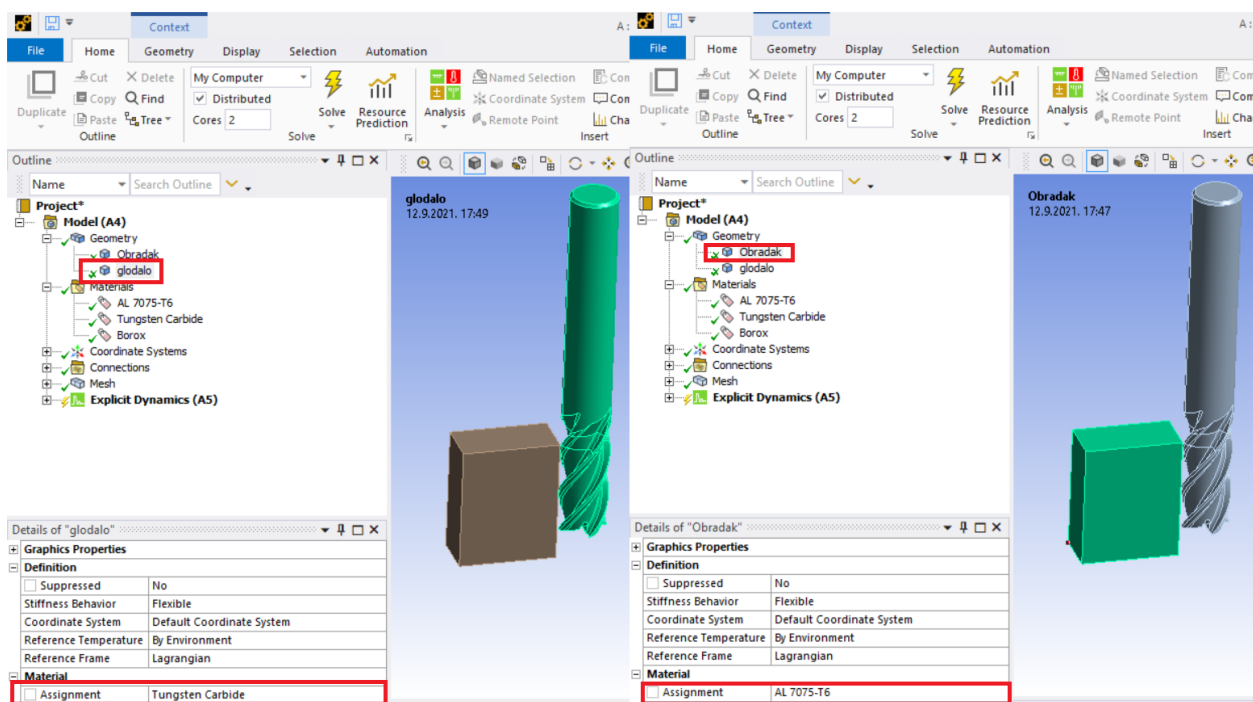 Context
A :
File Home Geometry Display Selection Automation
Duplicate
Cut
Copy
Paste
Delete
Find
Tree
Outline
My Computer
Distributed
Cores 2
Solve
Resource
Prediction
Solve
Analysis
Named Selection
Coordinate System
Remote Point
Con
Con
Cha
Insert
Outline
Name Search Outline
Project*
Model (A4)
Geometry
Obradak
glodalo
Materials
AL 7075-T6
Tungsten Carbide
Borox
Coordinate Systems
Connections
Mesh
Explicit Dynamics (A5)
glodalo
12.9.2021. 17:49
Details of "glodalo"
Graphics Properties
Definition
Suppressed No
Stiffness Behavior Flexible
Coordinate System Default Coordinate System
Reference Temperature By Environment
Reference Frame Lagrangian
Material
Assignment Tungsten Carbide
Context
A :
File Home Geometry Display Selection Automation
Duplicate
Cut
Copy
Paste
Delete
Find
Tree
Outline
My Computer
Distributed
Cores 2
Solve
Resource
Prediction
Solve
Analysis
Named Selection
Coordinate System
Remote Point
Com
Com
Cha
Insert
Outline
Name Search Outline
Project*
Model (A4)
Geometry
Obradak
glodalo
Materials
AL 7075-T6
Tungsten Carbide
Borox
Coordinate Systems
Connections
Mesh
Explicit Dynamics (A5)
Obradak
12.9.2021. 17:47
Details of "Obradak"
Graphics Properties
Definition
Suppressed No
Stiffness Behavior Flexible
Coordinate System Default Coordinate System
Reference Temperature By Environment
Reference Frame Lagrangian
Material
Assignment AL 7075-T6